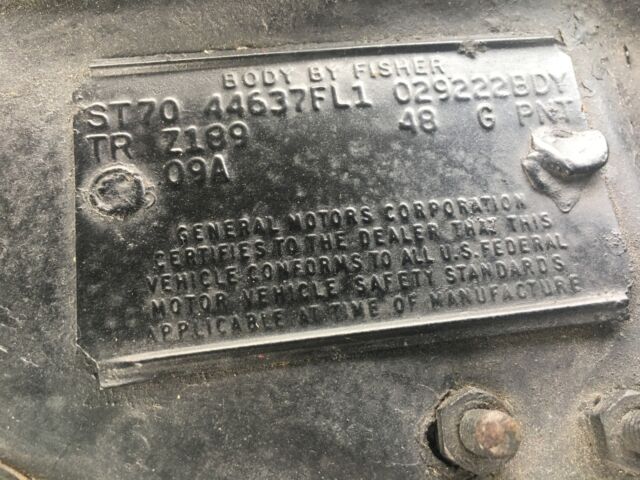 BODY BY FISHER
ST70 44637FL1 029222BDY
TR Z189 48 G PNT
09A
GENERAL MOTORS CORPORATION
CERTIFIES TO THE DEALER THAT THIS
VEHICLE CONFORMS TO ALL U.S. FEDERAL
MOTOR VEHICLE SAFETY STANDARDS
APPLICABLE AT TIME OF MANUFACTURE